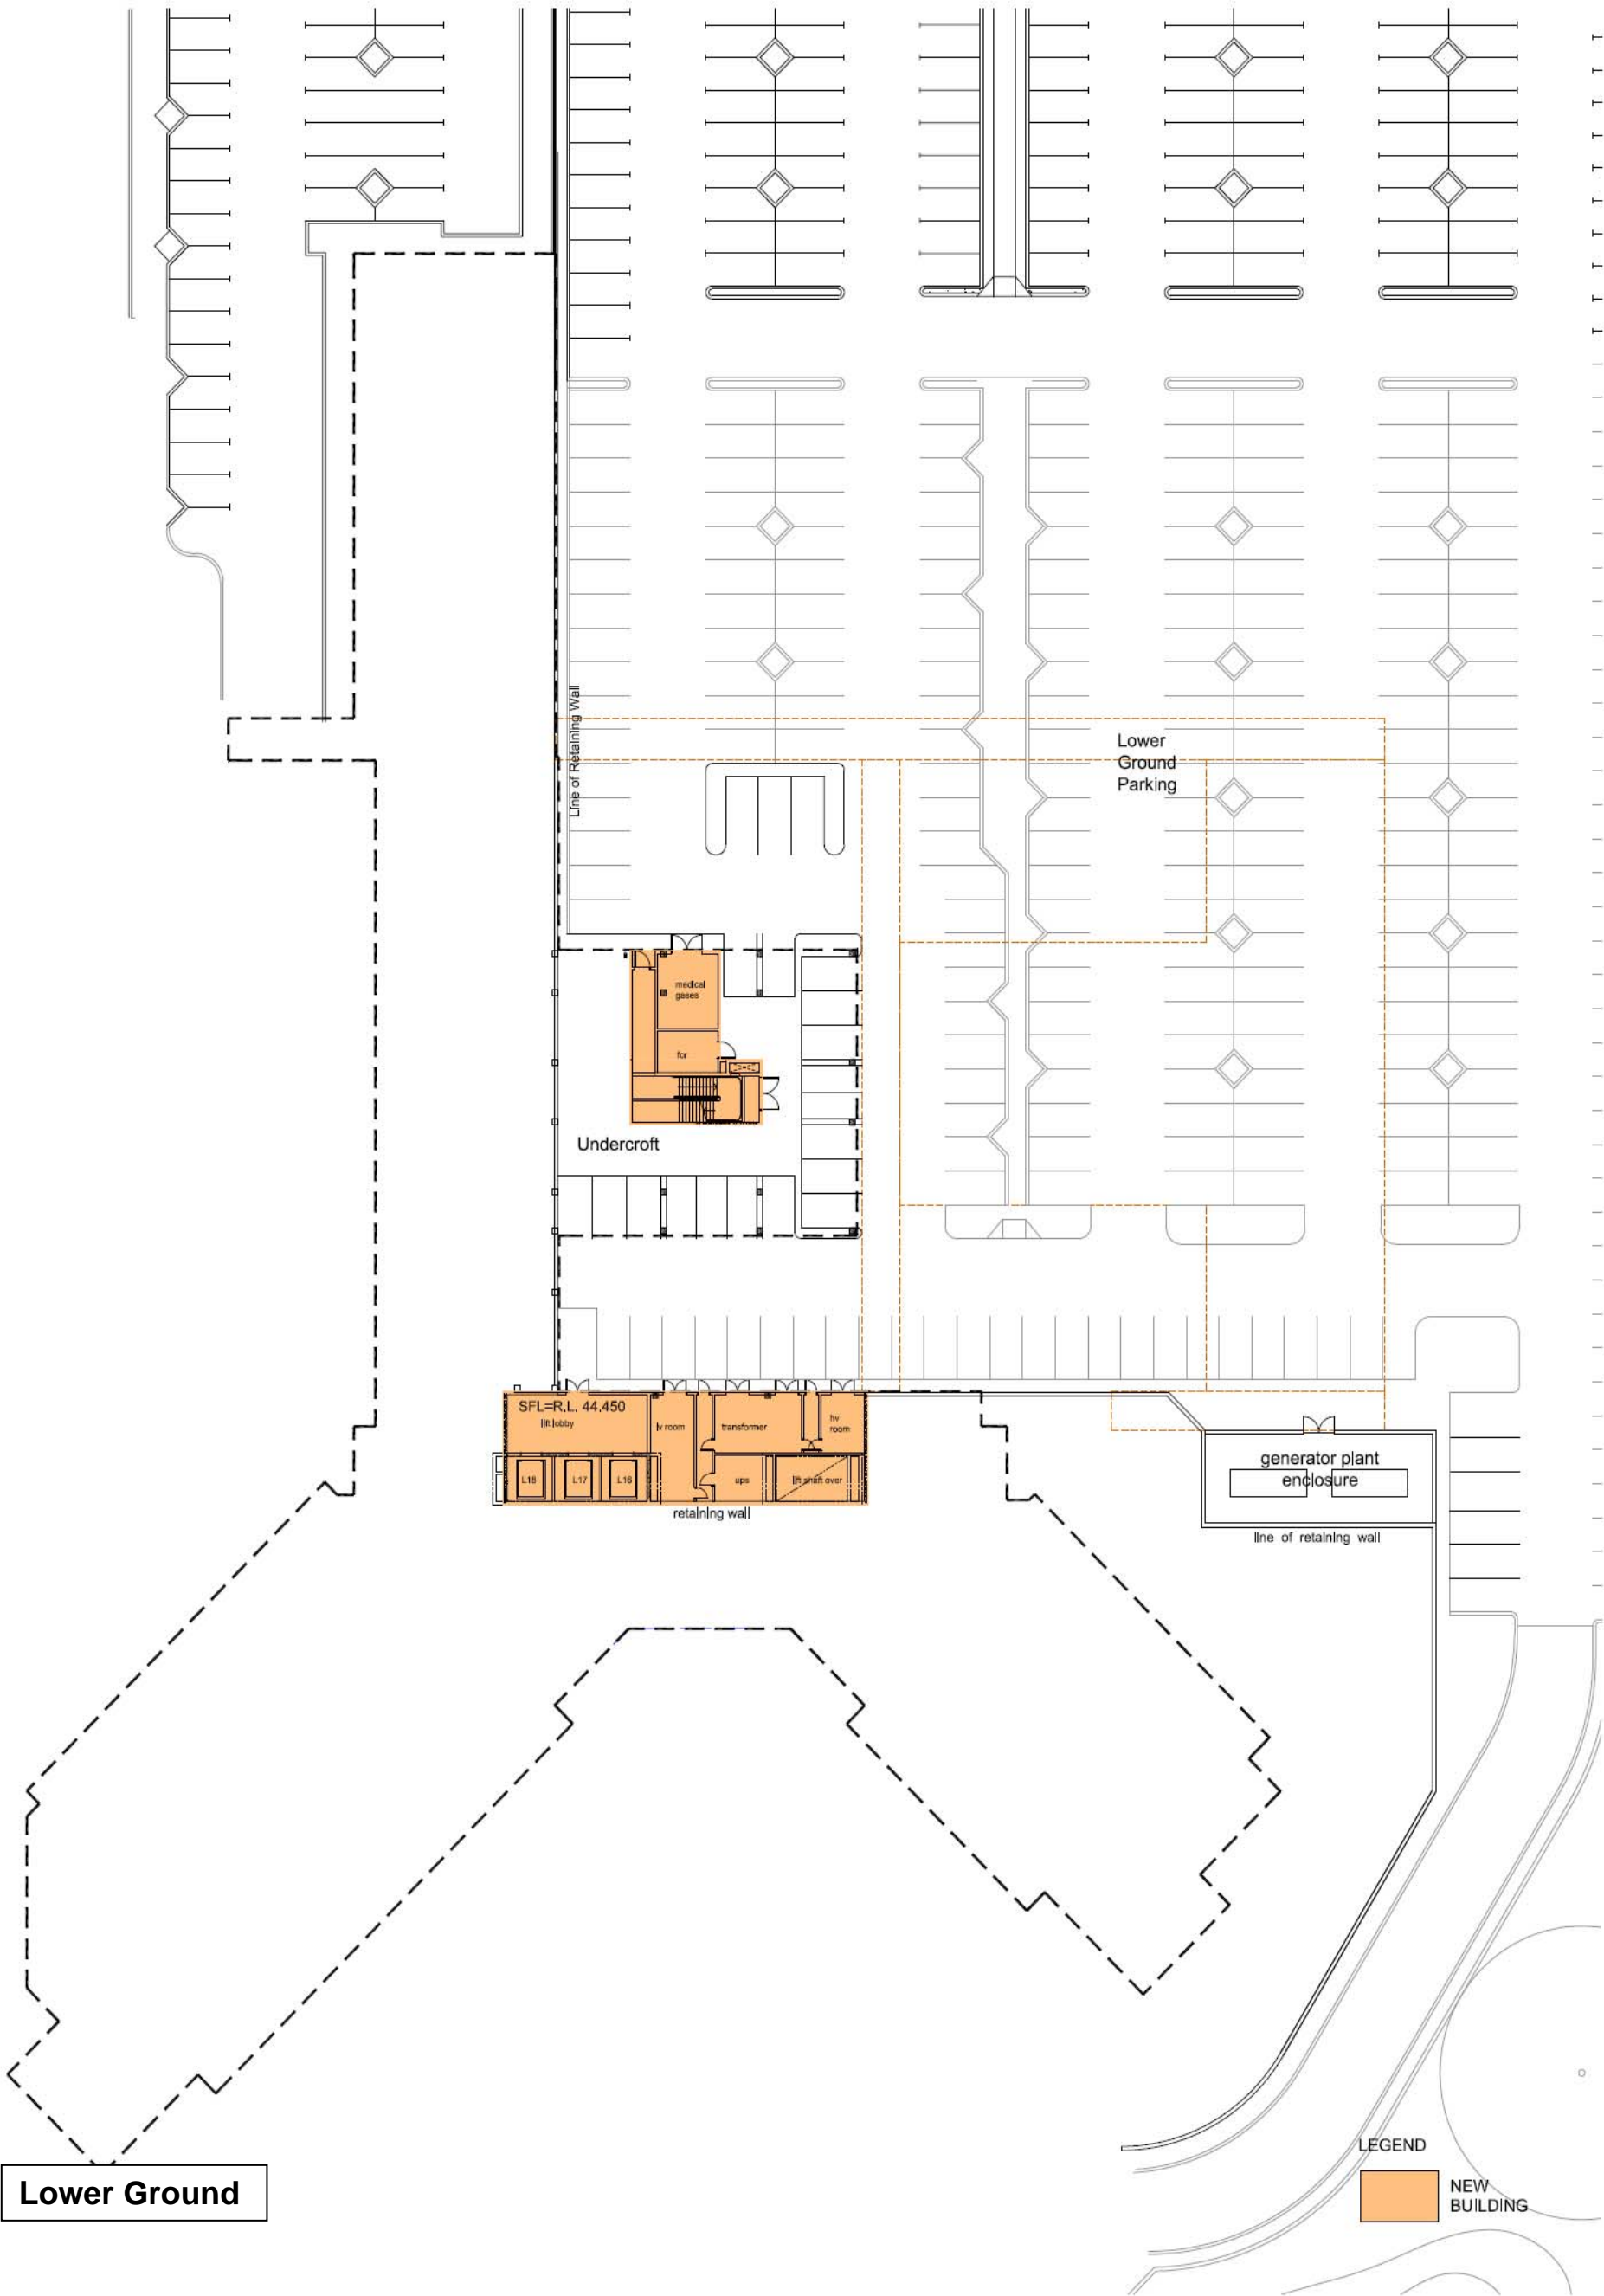 Line of Retaining Wall
Lower
Ground
Parking
medical
gases
fcr
Undercroft
SFL=R.L. 44.450
lift lobby
lv room
transformer
hv
room
L18
L17
L16
ups
lift shaft over
retaining wall
generator plant
enclosure
line of retaining wall
LEGEND
NEW
BUILDING
Lower Ground